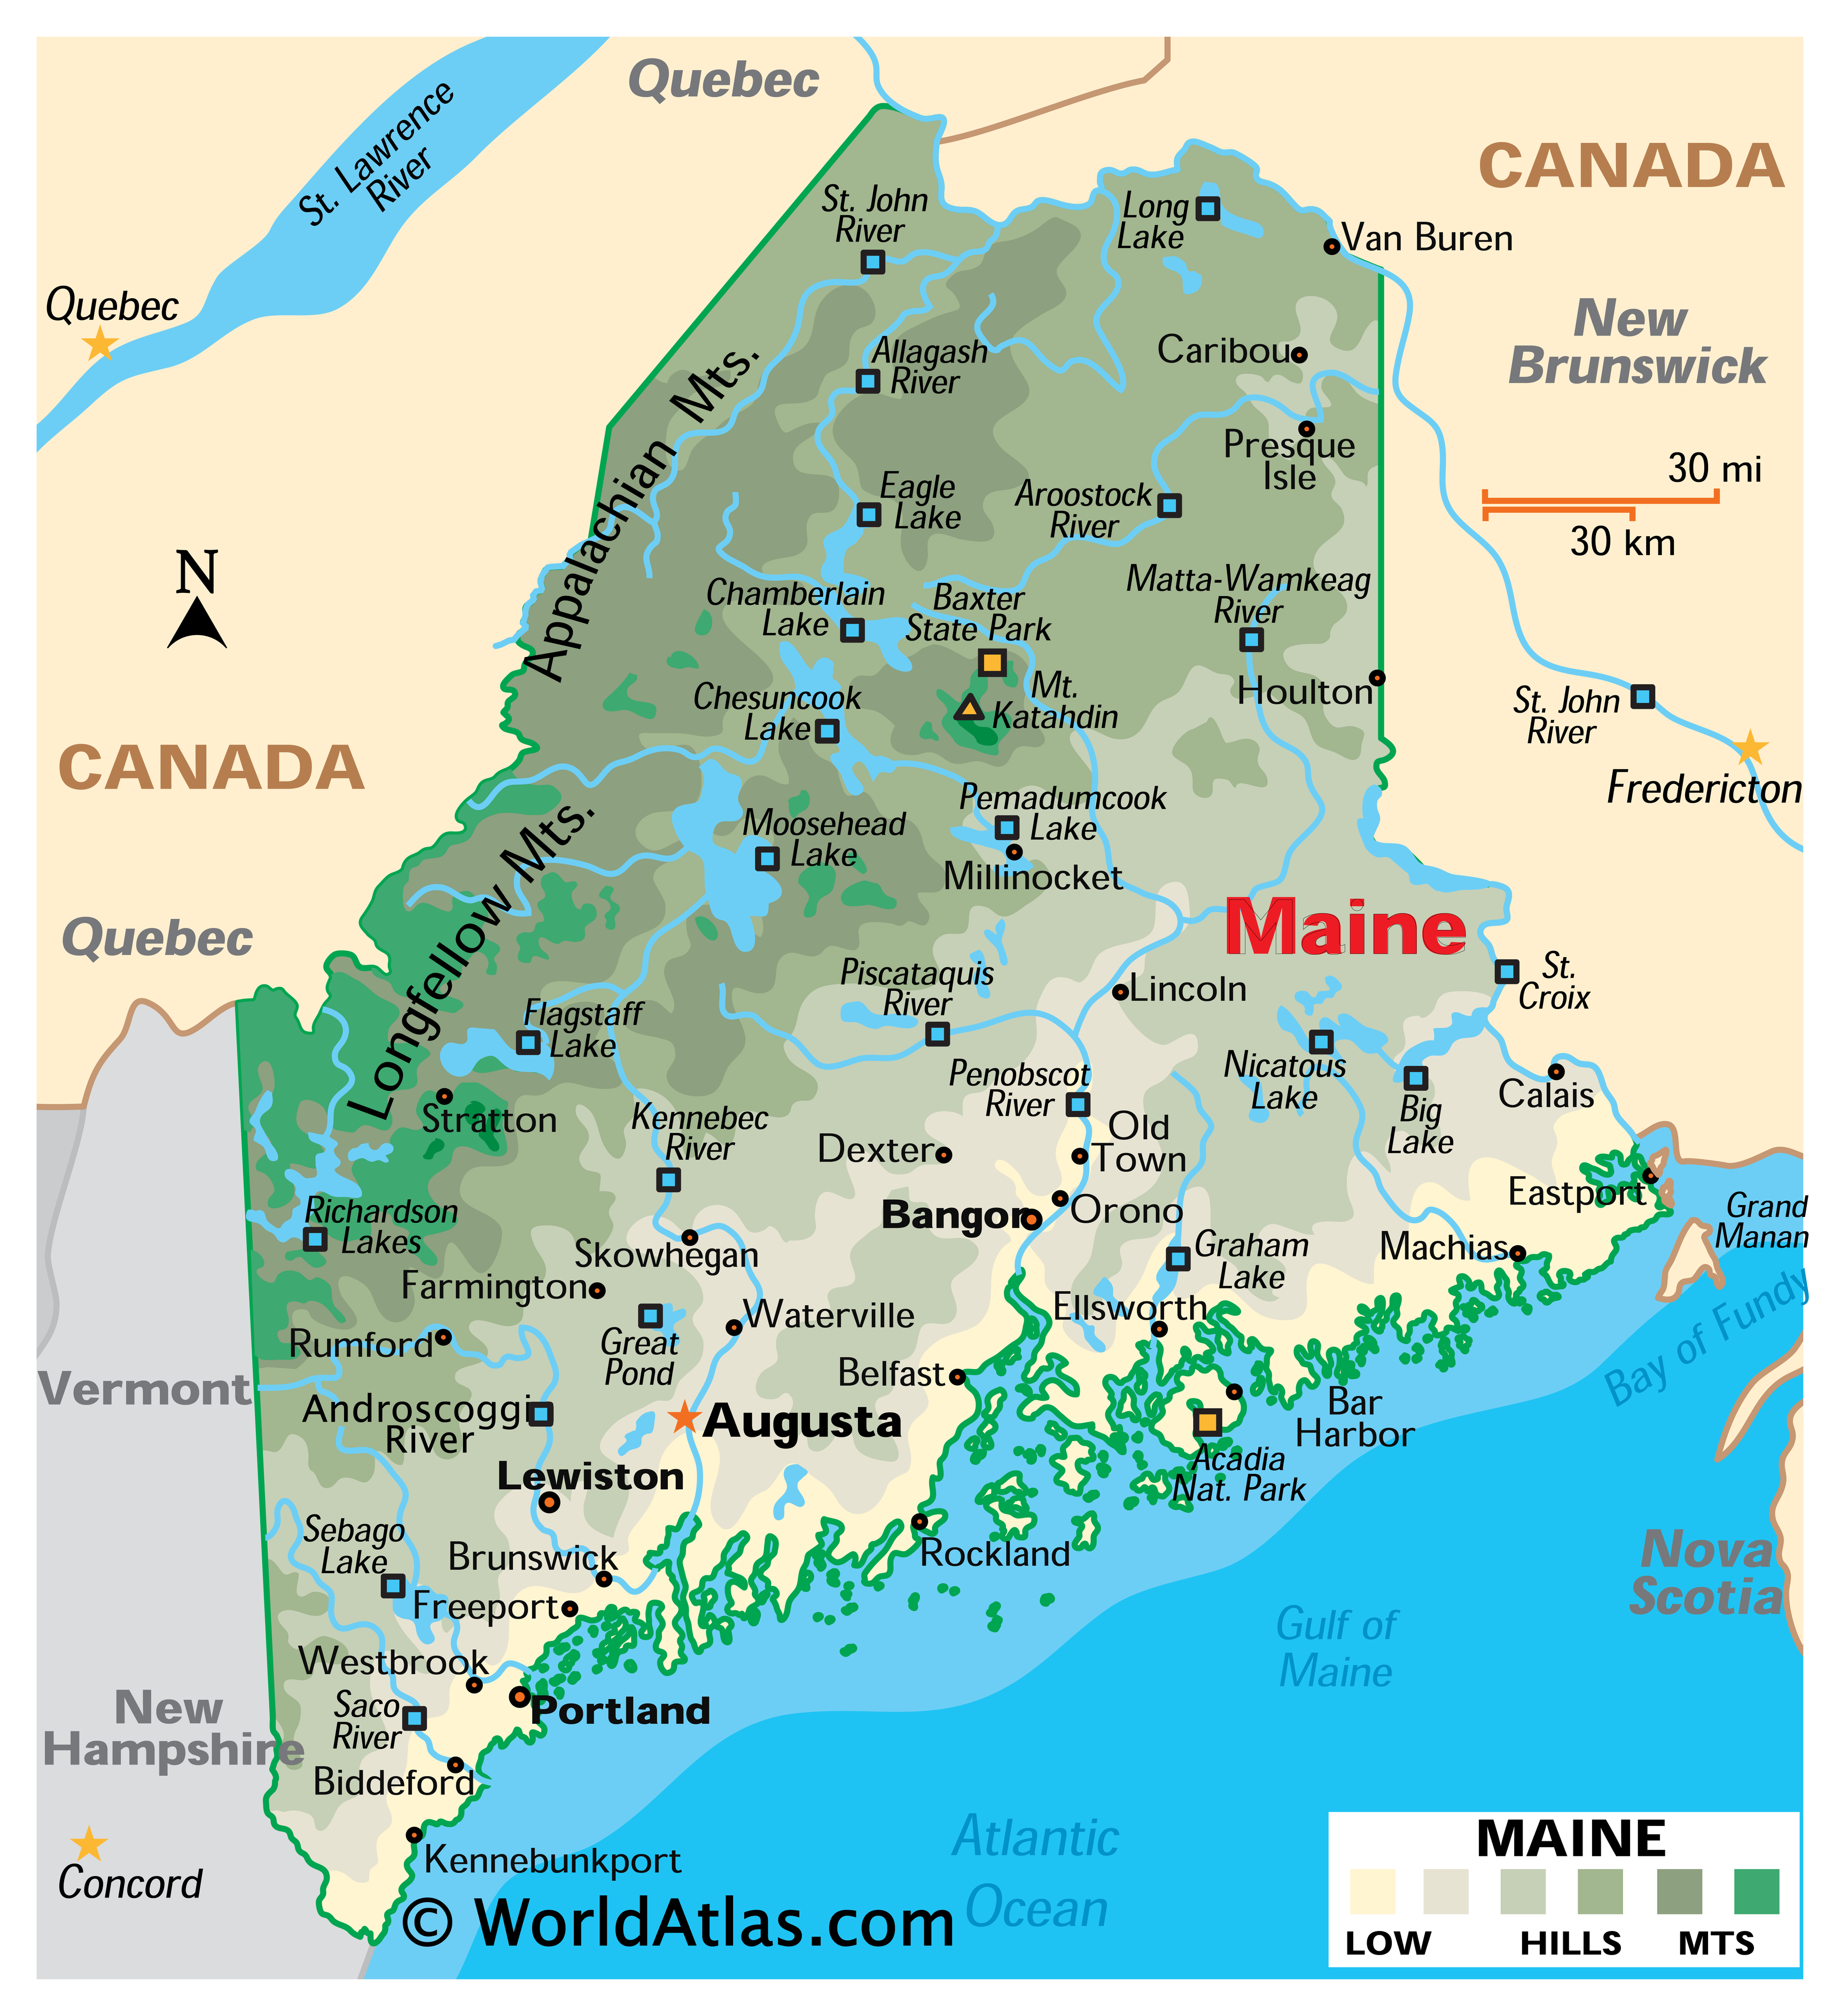 Quebec
St. Lawrence
River
CANADA
St. John
River
Long
Lake
Van Buren
Quebec
New
Brunswick
Allagash
River
Caribou
Appalachian Mts.
Presque
Isle
30 mi
30 km
Eagle
Lake
Aroostock
River
N
Chamberlain
Lake
Baxter
State Park
Matta-Wamkeag
River
Mt.
Katahdin
Houlton
Chesuncook
Lake
St. John
River
CANADA
Fredericton
Pemadumcook
Lake
Moosehead
Lake
Millinocket
Longfellow Mts.
Maine
Quebec
Piscataquis
River
Lincoln
St.
Croix
Flagstaff
Lake
Nicatous
Lake
Penobscot
River
Big
Lake
Calais
Stratton
Kennebec
River
Old
Town
Dexter
Eastport
Bangor
Orono
Grand
Manan
Richardson
Lakes
Skowhegan
Graham
Lake
Machias
Farmington
Ellsworth
Waterville
Bay of Fundy
Rumford
Great
Pond
Belfast
Vermont
Androscoggi
River
Augusta
Bar
Harbor
Acadia
Nat. Park
Lewiston
Sebago
Lake
Brunswick
Rockland
Nova
Scotia
Freeport
Gulf of
Maine
Westbrook
Saco
River
Portland
New
Hampshire
Biddeford
Kennebunkport
Atlantic
Ocean
Concord
© WorldAtlas.com
MAINE
LOW HILLS MTS